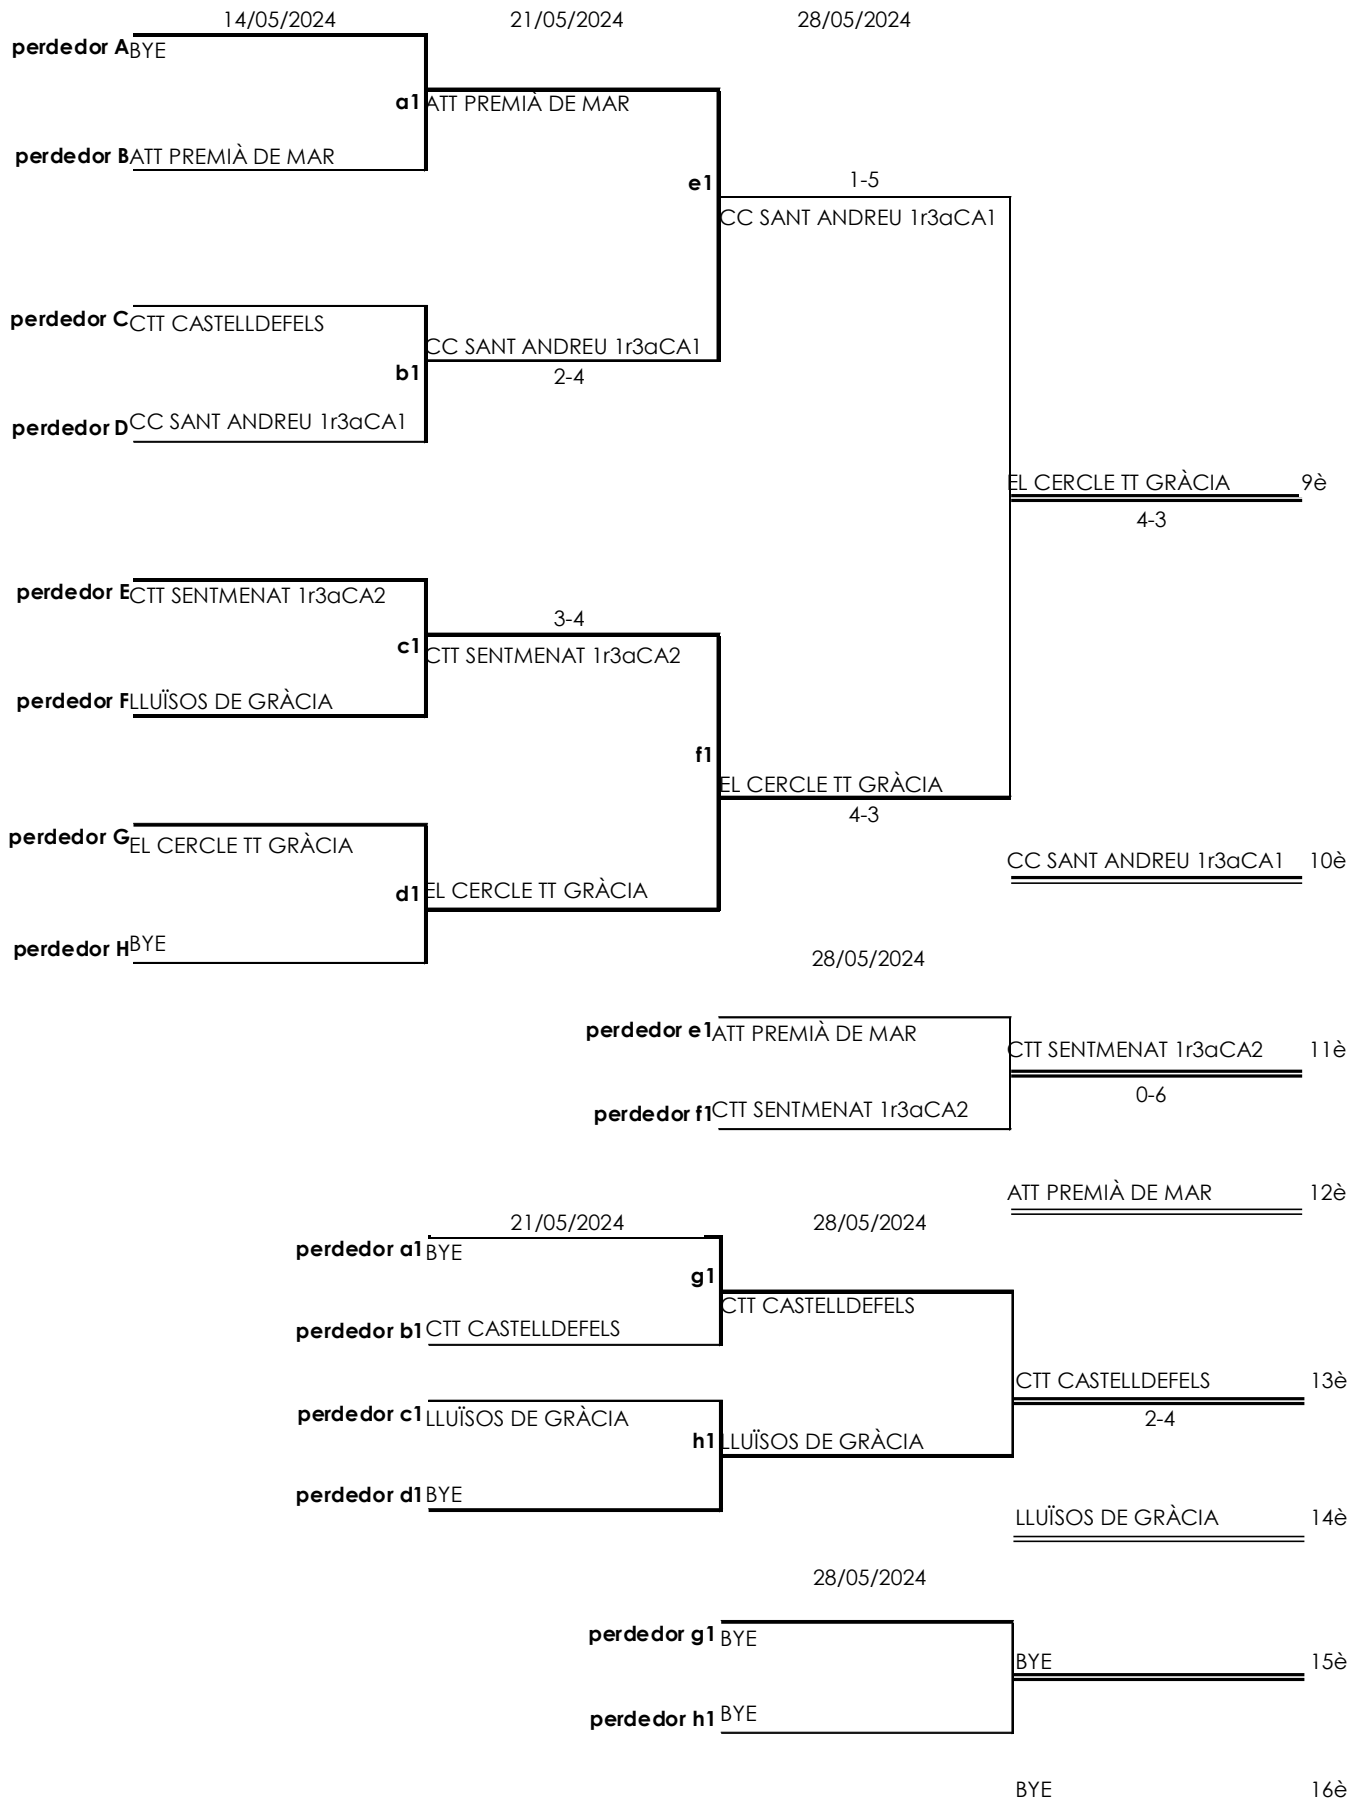 14/05/2024 21/05/2024 28/05/2024
perdedor A BYE
a1 ATT PREMIÀ DE MAR
perdedor B ATT PREMIÀ DE MAR
1-5
e1
CC SANT ANDREU 1r3aCA1
perdedor C CTT CASTELLDEFELS
CC SANT ANDREU 1r3aCA1
b1
2-4
perdedor D CC SANT ANDREU 1r3aCA1
EL CERCLE TT GRÀCIA 9è
4-3
perdedor E CTT SENTMENAT 1r3aCA2
3-4
c1 CTT SENTMENAT 1r3aCA2
perdedor F LLUÏSOS DE GRÀCIA
f1
EL CERCLE TT GRÀCIA
4-3
perdedor G EL CERCLE TT GRÀCIA
CC SANT ANDREU 1r3aCA1 10è
d1 EL CERCLE TT GRÀCIA
perdedor H BYE
28/05/2024
perdedor e1 ATT PREMIÀ DE MAR
CTT SENTMENAT 1r3aCA2 11è
0-6
perdedor f1 CTT SENTMENAT 1r3aCA2
ATT PREMIÀ DE MAR 12è
21/05/2024 28/05/2024
perdedor a1 BYE
g1
CTT CASTELLDEFELS
perdedor b1 CTT CASTELLDEFELS
CTT CASTELLDEFELS 13è
2-4
perdedor c1 LLUÏSOS DE GRÀCIA
h1 LLUÏSOS DE GRÀCIA
perdedor d1 BYE
LLUÏSOS DE GRÀCIA 14è
28/05/2024
perdedor g1 BYE
BYE 15è
perdedor h1 BYE
BYE 16è